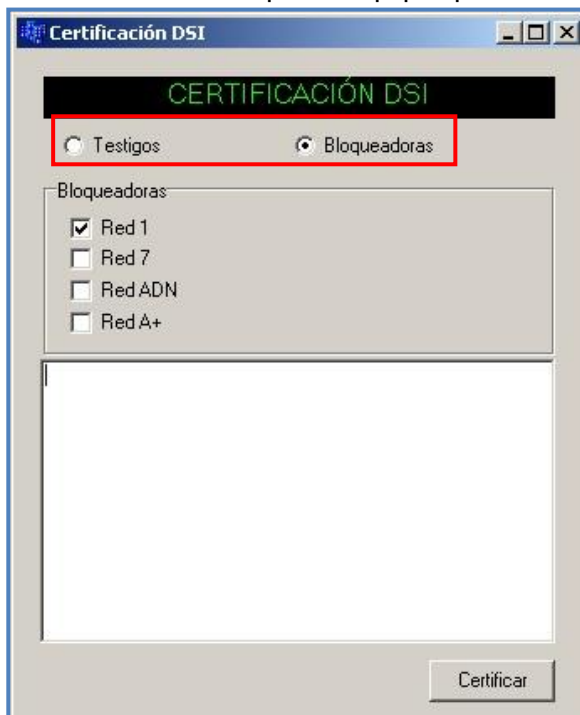 Certificación DSI
CERTIFICACIÓN DSI
Testigos Bloqueadoras
Bloqueadoras
Red 1
Red 7
Red ADN
Red A+
Certificar